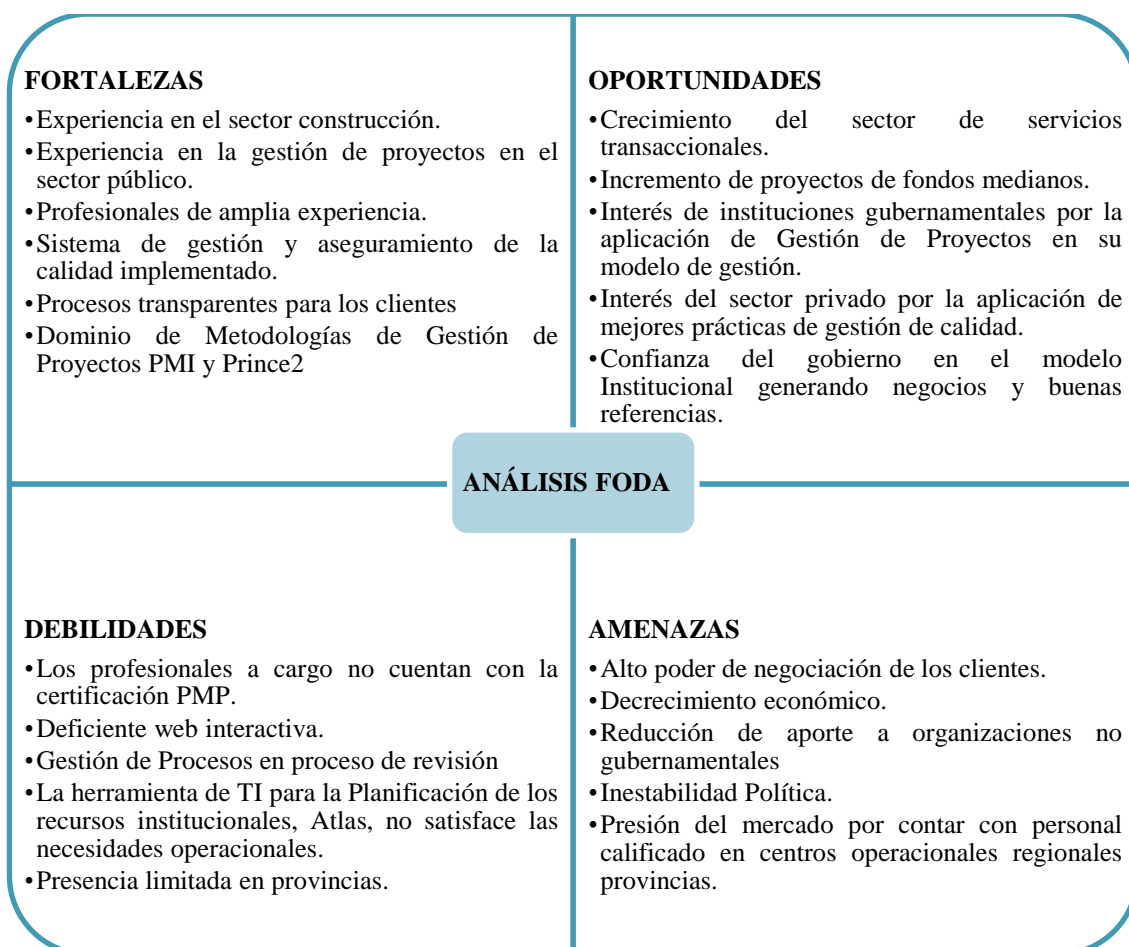 FORTALEZAS
•Experiencia en el sector construcción.
•Experiencia en la gestión de proyectos en el
sector público.
•Profesionales de amplia experiencia.
•Sistema de gestión y aseguramiento de la
calidad implementado.
•Procesos transparentes para los clientes
•Dominio de Metodologías de Gestión de
Proyectos PMI y Prince2
OPORTUNIDADES
•Crecimiento del sector de servicios
transaccionales.
•Incremento de proyectos de fondos medianos.
•Interés de instituciones gubernamentales por la
aplicación de Gestión de Proyectos en su
modelo de gestión.
•Interés del sector privado por la aplicación de
mejores prácticas de gestión de calidad.
•Confianza del gobierno en el modelo
Institucional generando negocios y buenas
referencias.
ANÁLISIS FODA
DEBILIDADES
•Los profesionales a cargo no cuentan con la
certificación PMP.
•Deficiente web interactiva.
•Gestión de Procesos en proceso de revisión
•La herramienta de TI para la Planificación de los
recursos institucionales, Atlas, no satisface las
necesidades operacionales.
•Presencia limitada en provincias.
AMENAZAS
•Alto poder de negociación de los clientes.
•Decrecimiento económico.
•Reducción de aporte a organizaciones no
gubernamentales
•Inestabilidad Política.
•Presión del mercado por contar con personal
calificado en centros operacionales regionales
provincias.